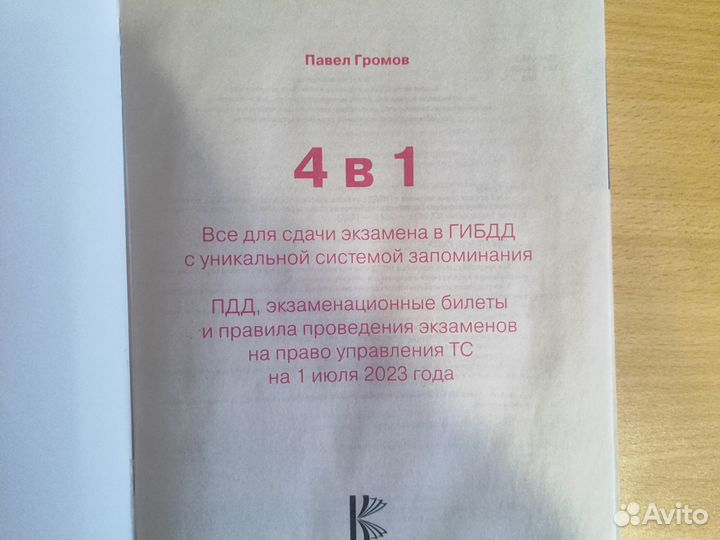 Павел Громов
4 в 1
Все для сдачи экзамена в ГИБДД
с уникальной системой запоминания
ПДД, экзаменационные билеты
и правила проведения экзаменов
на право управления ТС
на 1 июля 2023 года
Avito